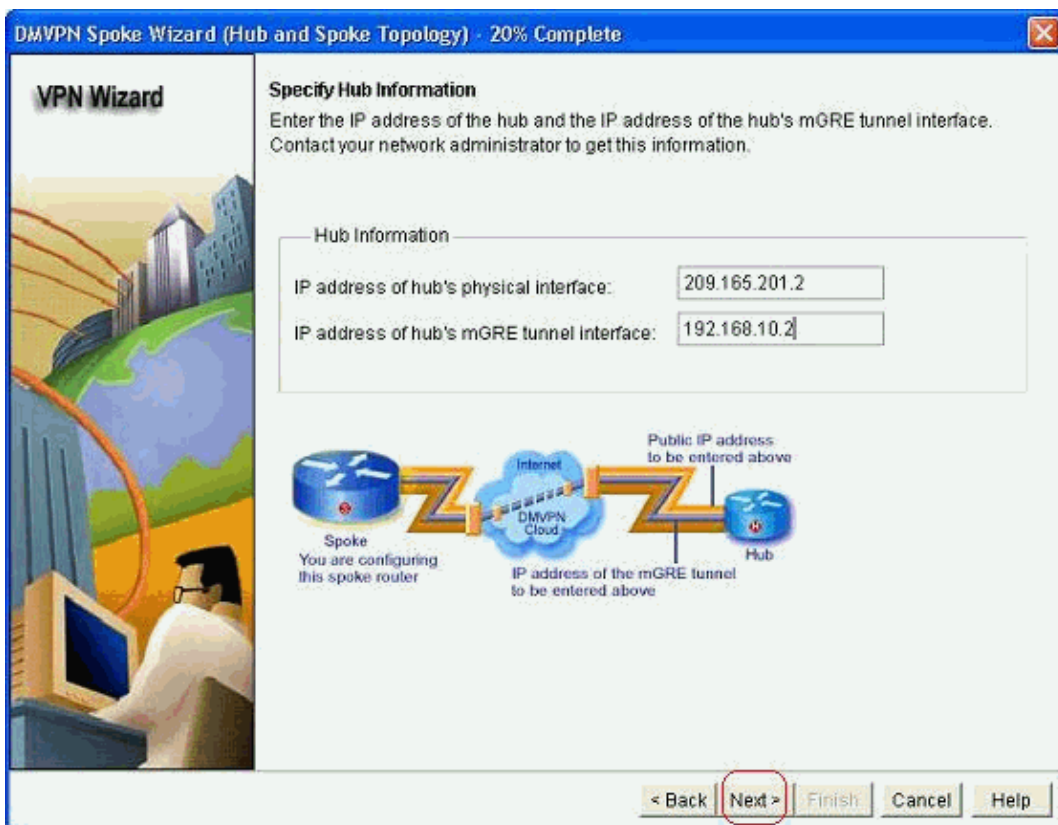 DMVPN Spoke Wizard (Hub and Spoke Topology) - 20% Complete
VPN Wizard
Specify Hub Information
Enter the IP address of the hub and the IP address of the hub's mGRE tunnel interface.
Contact your network administrator to get this information.
Hub Information
IP address of hub's physical interface:
209.165.201.2
IP address of hub's mGRE tunnel interface:
192.168.10.2
Public IP address
to be entered above
Internet
DMVPN
Cloud
Spoke
You are configuring
this spoke router
Hub
IP address of the mGRE tunnel
to be entered above
< Back
Next >
Finish
Cancel
Help